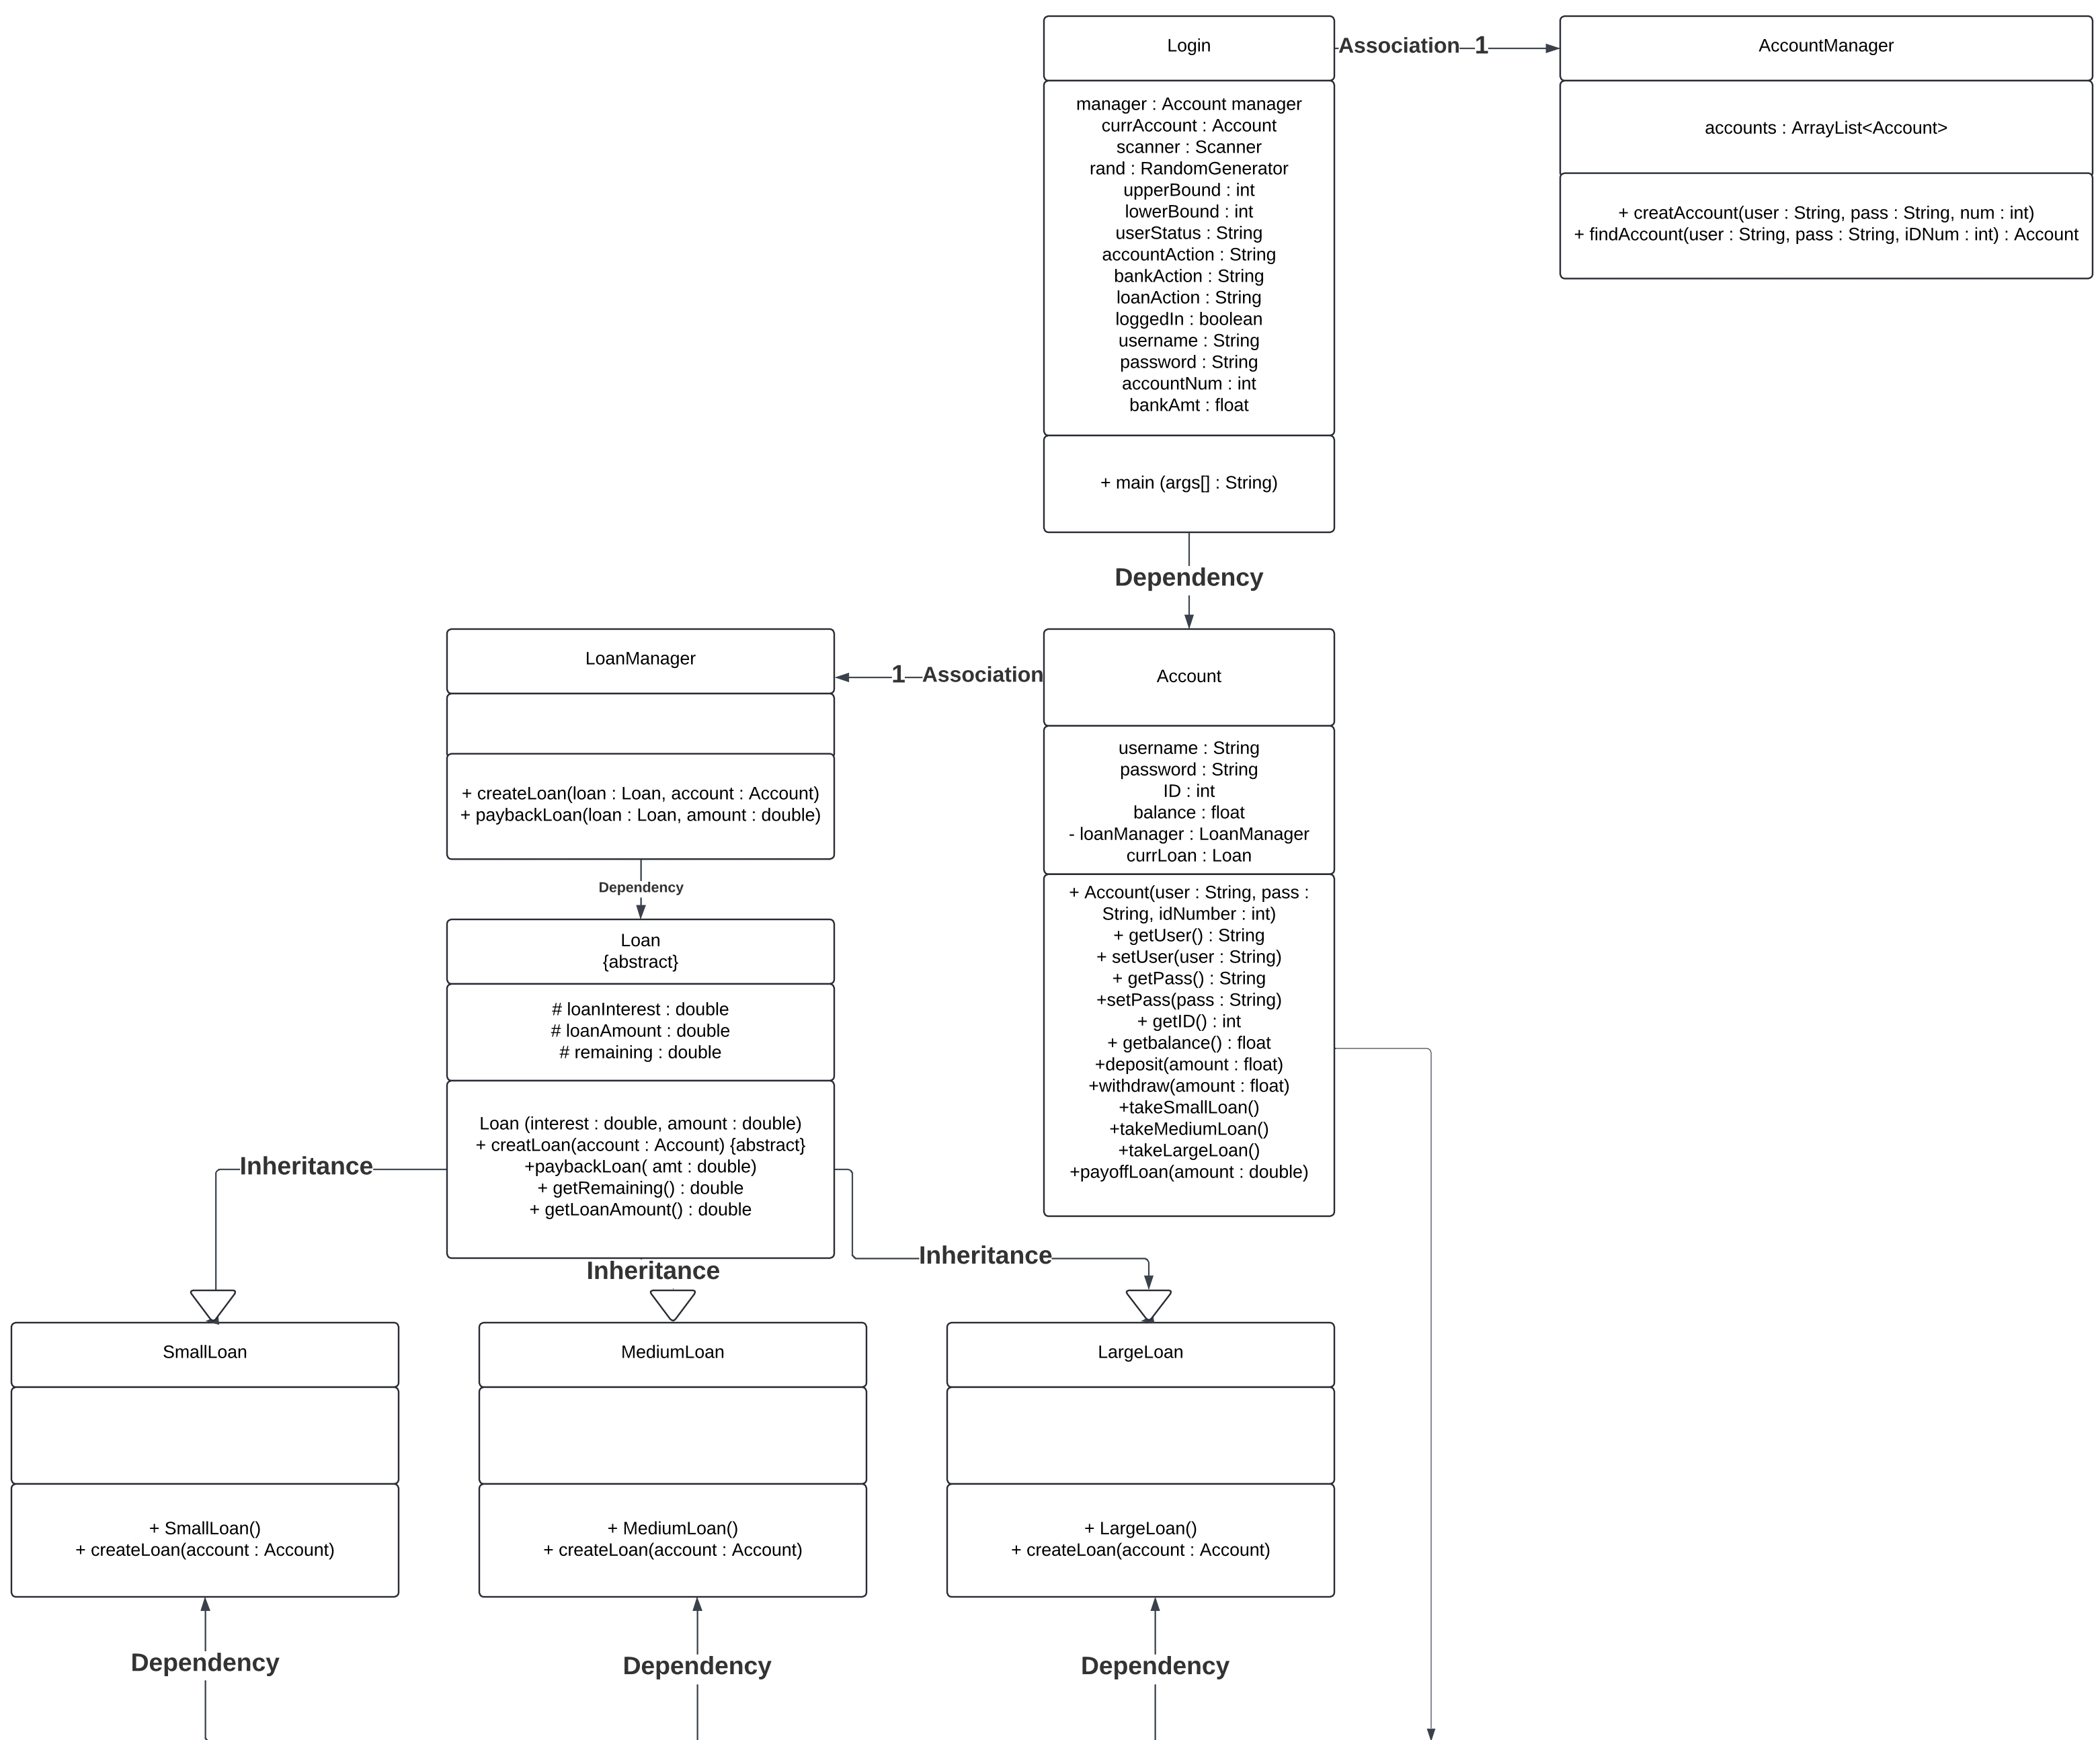 Login
Association 1
AccountManager
manager : Account manager
currAccount : Account
scanner : Scanner
rand : RandomGenerator
upperBound : int
lowerBound : int
userStatus : String
accountAction : String
bankAction : String
loanAction : String
loggedIn : boolean
username : String
password : String
accountNum : int
bankAmt : float
accounts : ArrayList<Account>
+ creatAccount(user : String, pass : String, num : int)
+ findAccount(user : String, pass : String, iDNum : int) : Account
+ main (args[] : String)
Dependency
LoanManager
1 Association
Account
+ createLoan(loan : Loan, account : Account)
+ paybackLoan(loan : Loan, amount : double)
username : String
password : String
ID : int
balance : float
- loanManager : LoanManager
currLoan : Loan
Dependency
Loan
{abstract}
# loanInterest : double
# loanAmount : double
# remaining : double
Loan (interest : double, amount : double)
+ creatLoan(account : Account) {abstract}
+paybackLoan( amt : double)
+ getRemaining() : double
+ getLoanAmount() : double
+ Account(user : String, pass :
String, idNumber : int)
+ getUser() : String
+ setUser(user : String)
+ getPass() : String
+setPass(pass : String)
+ getID() : int
+ getbalance() : float
+deposit(amount : float)
+withdraw(amount : float)
+takeSmallLoan()
+takeMediumLoan()
+takeLargeLoan()
+payoffLoan(amount : double)
Inheritance
Inheritance
Inheritance
SmallLoan
MediumLoan
LargeLoan
+ SmallLoan()
+ createLoan(account : Account)
+ MediumLoan()
+ createLoan(account : Account)
+ LargeLoan()
+ createLoan(account : Account)
Dependency
Dependency
Dependency